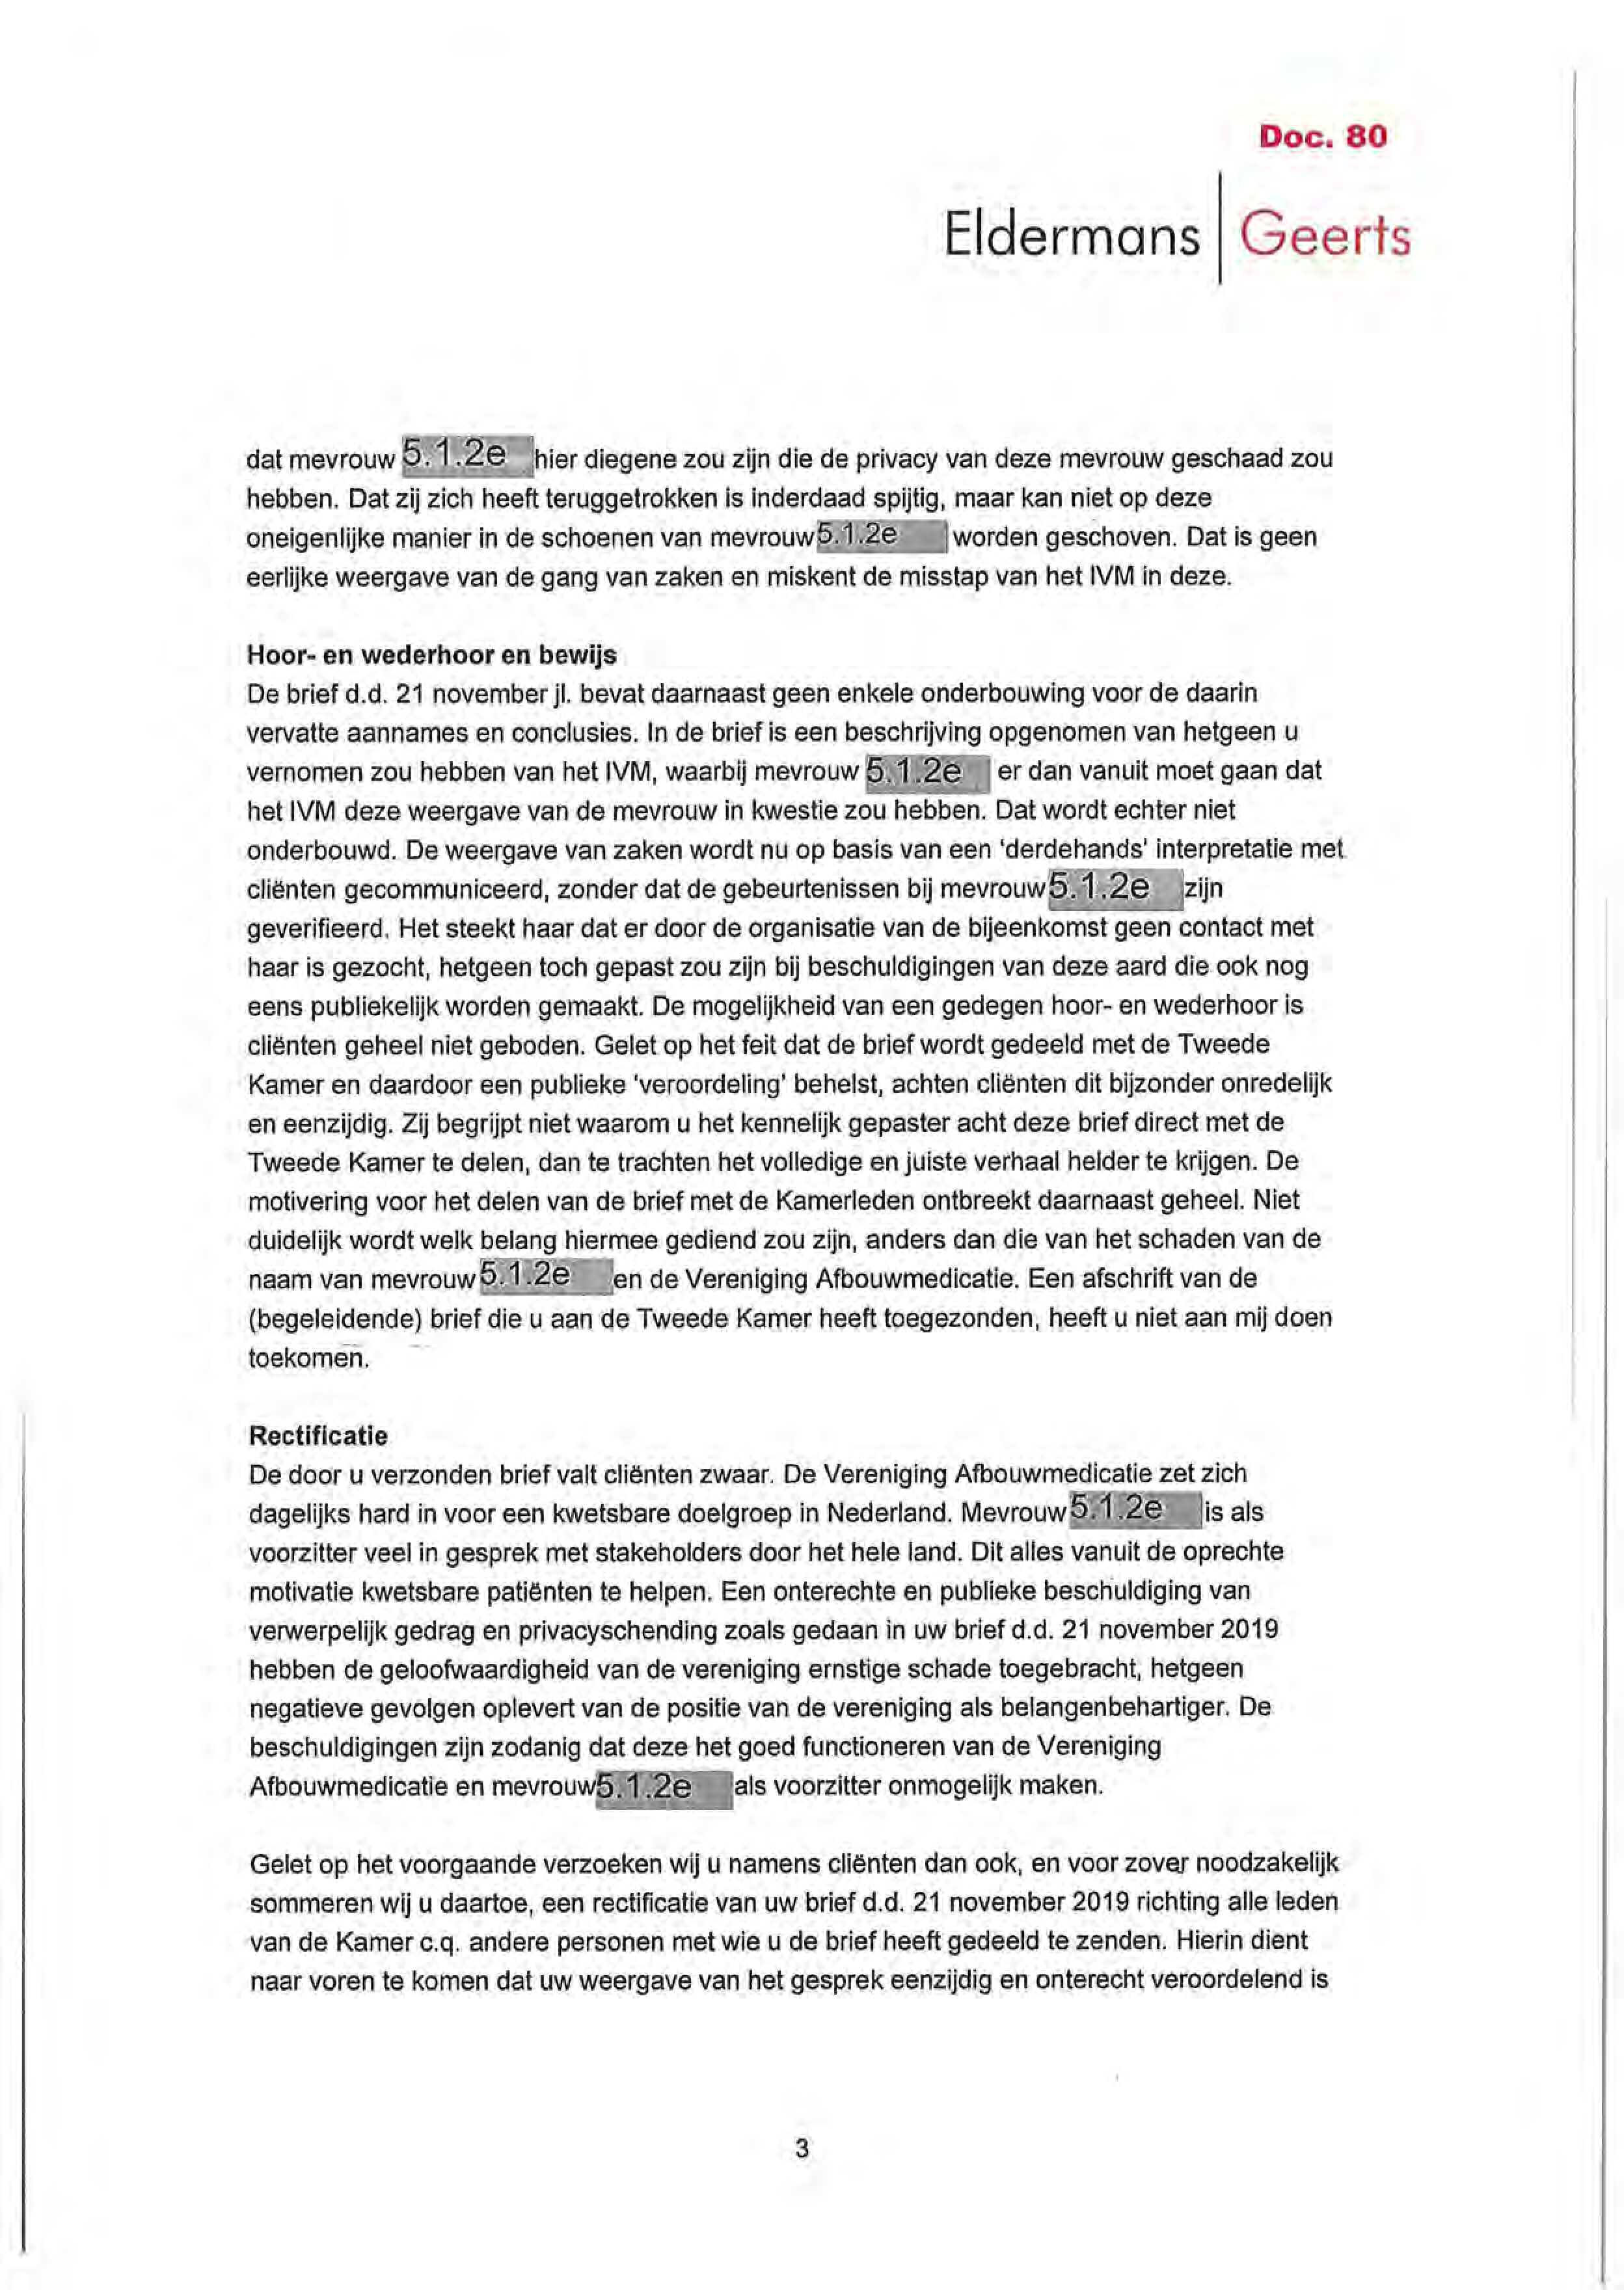 Doc. 80
Eldermans | Geerts
dat mevrouw 5.1.2e hier diegene zou zijn die de privacy van deze mevrouw geschaad zou
hebben. Dat zij zich heeft teruggetrokken is inderdaad spijtig, maar kan niet op deze
oneigenlijke manier in de schoenen van mevrouw 5.1.2e worden geschoven. Dat is geen
eerlijke weergave van de gang van zaken en miskent de misstap van het IVM in deze.
Hoor- en wederhoor en bewijs
De brief d.d. 21 november jl. bevat daarnaast geen enkele onderbouwing voor de daarin
vervatte aannames en conclusies. In de brief is een beschrijving opgenomen van hetgeen u
vernomen zou hebben van het IVM, waarbij mevrouw 5.1.2e er dan vanuit moet gaan dat
het IVM deze weergave van de mevrouw in kwestie zou hebben. Dat wordt echter niet
onderbouwd. De weergave van zaken wordt nu op basis van een 'derdehands' interpretatie met
cliënten gecommuniceerd, zonder dat de gebeurtenissen bij mevrouw 5.1.2e zijn
geverifieerd. Het steekt haar dat er door de organisatie van de bijeenkomst geen contact met
haar is gezocht, hetgeen toch gepast zou zijn bij beschuldigingen van deze aard die ook nog
eens publiekelijk worden gemaakt. De mogelijkheid van een gedegen hoor- en wederhoor is
cliënten geheel niet geboden. Gelet op het feit dat de brief wordt gedeeld met de Tweede
Kamer en daardoor een publieke 'veroordeling' behelst, achten cliënten dit bijzonder onredelijk
en eenzijdig. Zij begrijpt niet waarom u het kennelijk gepaster acht deze brief direct met de
Tweede Kamer te delen, dan te trachten het volledige en juiste verhaal helder te krijgen. De
motivering voor het delen van de brief met de Kamerleden ontbreekt daarnaast geheel. Niet
duidelijk wordt welk belang hiermee gediend zou zijn, anders dan die van het schaden van de
naam van mevrouw 5.1.2e en de Vereniging Afbouwmedicatie. Een afschrift van de
(begeleidende) brief die u aan de Tweede Kamer heeft toegezonden, heeft u niet aan mij doen
toekomen.
Rectificatie
De door u verzonden brief valt cliënten zwaar. De Vereniging Afbouwmedicatie zet zich
dagelijks hard in voor een kwetsbare doelgroep in Nederland. Mevrouw 5.1.2e is als
voorzitter veel in gesprek met stakeholders door het hele land. Dit alles vanuit de oprechte
motivatie kwetsbare patiënten te helpen. Een onterechte en publieke beschuldiging van
verwerpelijk gedrag en privacyschending zoals gedaan in uw brief d.d. 21 november 2019
hebben de geloofwaardigheid van de vereniging ernstige schade toegebracht, hetgeen
negatieve gevolgen oplevert van de positie van de vereniging als belangenbehartiger. De
beschuldigingen zijn zodanig dat deze het goed functioneren van de Vereniging
Afbouwmedicatie en mevrouw 5.1.2e als voorzitter onmogelijk maken.
Gelet op het voorgaande verzoeken wij u namens cliënten dan ook, en voor zover noodzakelijk
sommeren wij u daartoe, een rectificatie van uw brief d.d. 21 november 2019 richting alle leden
van de Kamer c.q. andere personen met wie u de brief heeft gedeeld te zenden. Hierin dient
naar voren te komen dat uw weergave van het gesprek eenzijdig en onterecht veroordelend is
3